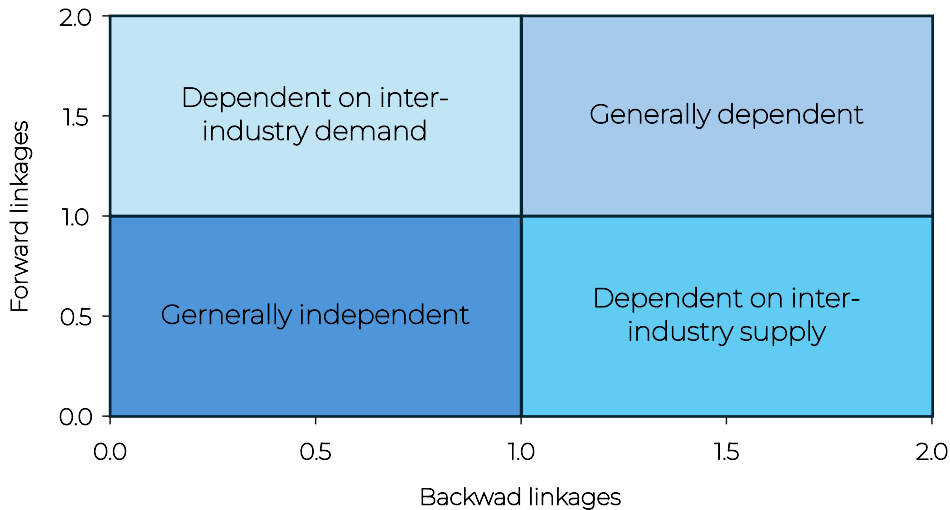 2.0
Dependent on inter-
industry demand
Generally dependent
1.5
Forward linkages
1.0
Gernerally independent
Dependent on inter-
industry supply
0.5
0.0
0.0
0.5
1.0
1.5
2.0
Backwad linkages